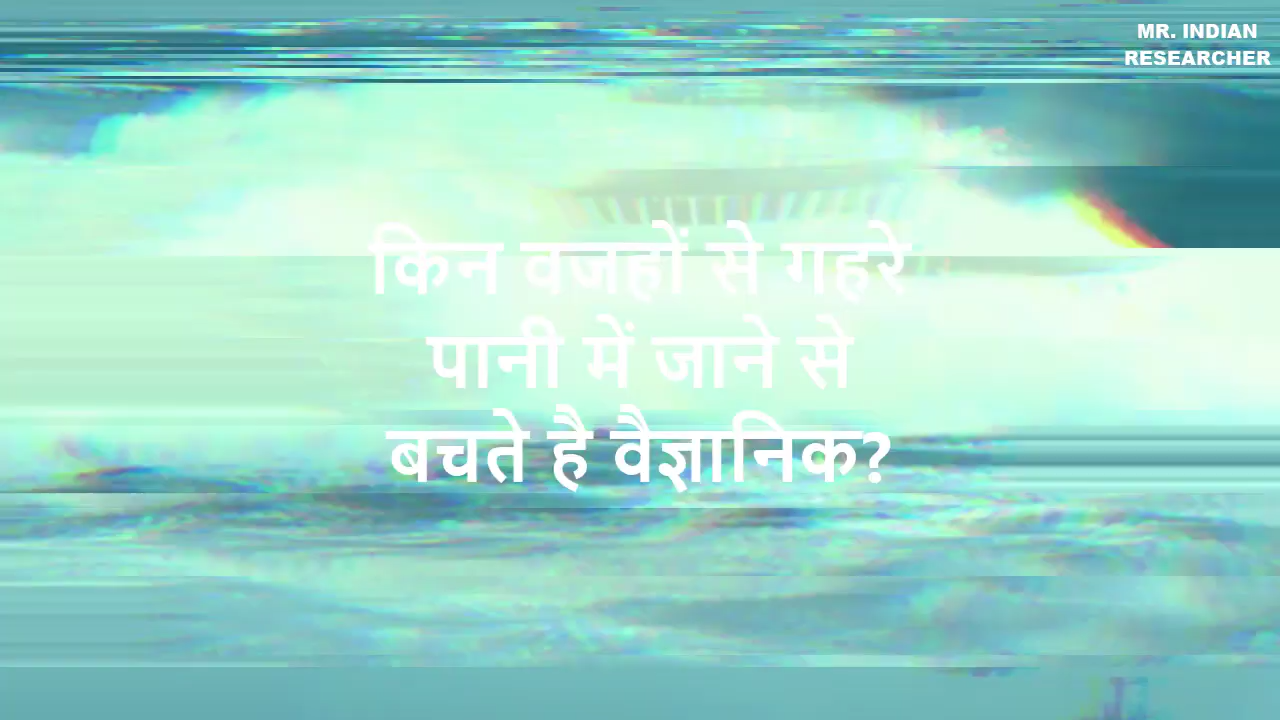 MR. INDIAN
RESEARCHER
किन वजहों से गहरे
पानी में जाने से
बचते है वैज्ञानिक?